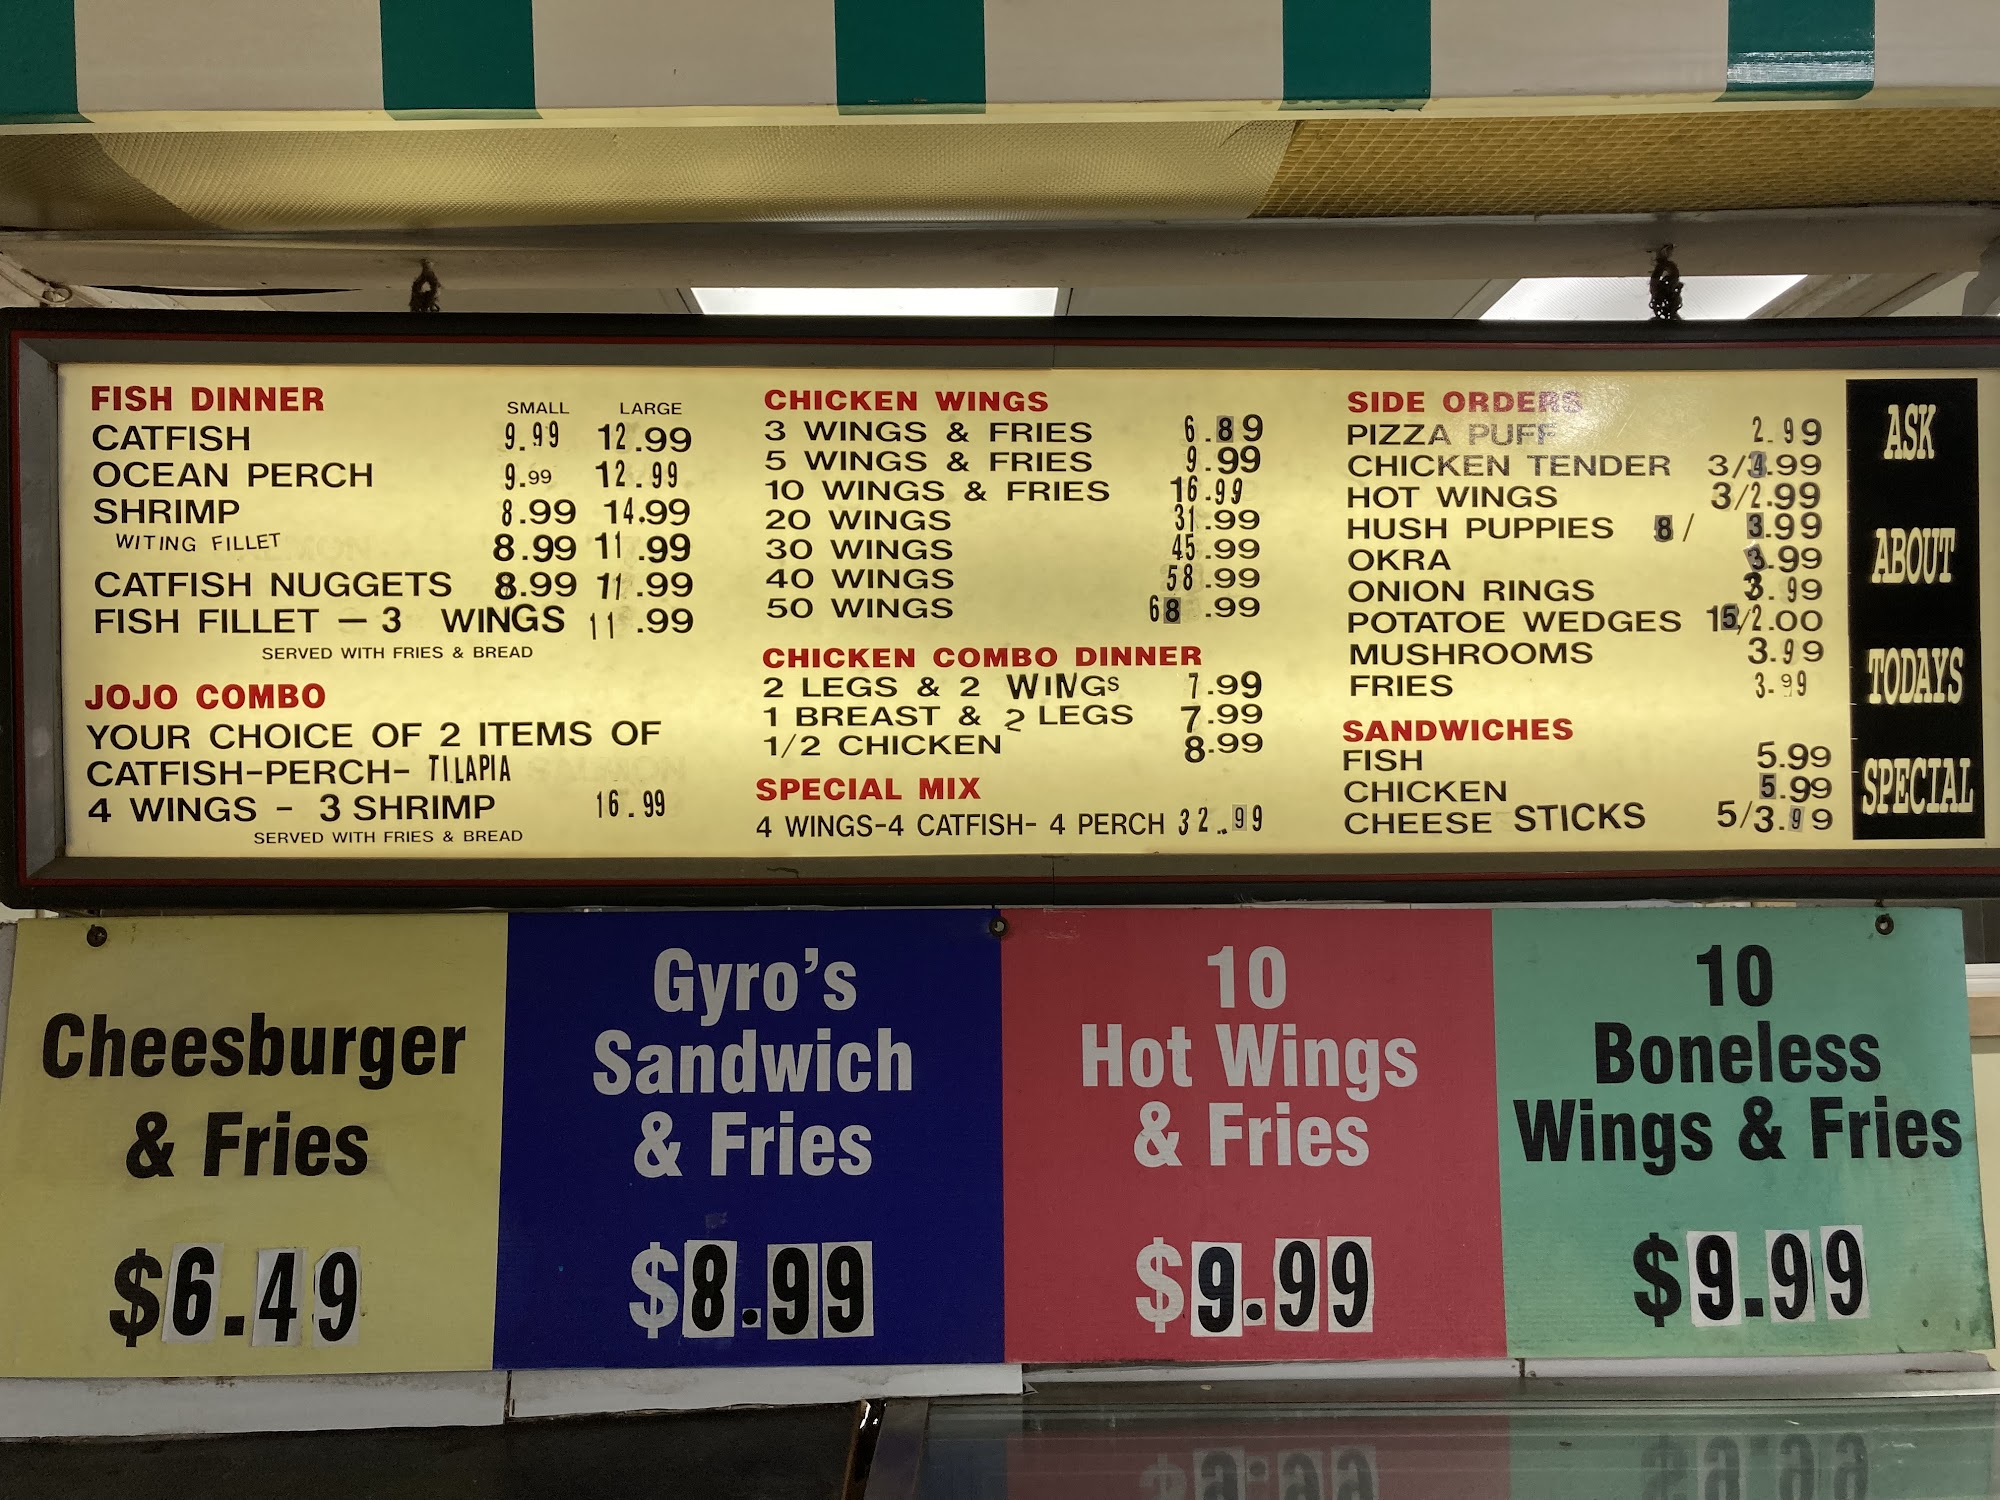 FISH DINNER
SMALL LARGE
CATFISH 9.99 12.99
OCEAN PERCH 9.99 12.99
SHRIMP 8.99 14.99
WITING FILLET 8.99 11.99
CATFISH NUGGETS 8.99 11.99
FISH FILLET — 3 WINGS 11.99
SERVED WITH FRIES & BREAD
JOJO COMBO
YOUR CHOICE OF 2 ITEMS OF
CATFISH-PERCH- TILAPIA
4 WINGS - 3 SHRIMP 16.99
SERVED WITH FRIES & BREAD
CHICKEN WINGS
3 WINGS & FRIES 6.89
5 WINGS & FRIES 9.99
10 WINGS & FRIES 16.99
20 WINGS 31.99
30 WINGS 45.99
40 WINGS 58.99
50 WINGS 68.99
CHICKEN COMBO DINNER
2 LEGS & 2 WINGS 7.99
1 BREAST & 2 LEGS 7.99
1/2 CHICKEN 8.99
SPECIAL MIX
4 WINGS-4 CATFISH- 4 PERCH 32..99
SIDE ORDERS
PIZZA PUFF 2.99
CHICKEN TENDER 3/4.99
HOT WINGS 3/2.99
HUSH PUPPIES 8/ 3.99
OKRA 3.99
ONION RINGS 3.99
POTATOE WEDGES 15/2.00
MUSHROOMS 3.99
FRIES 3.99
SANDWICHES
FISH 5.99
CHICKEN 5.99
CHEESE STICKS 5/3.99
ASK
ABOUT
TODAYS
SPECIAL
Cheesburger
& Fries
$6.49
Gyro's
Sandwich
& Fries
$8.99
10
Hot Wings
& Fries
$9.99
10
Boneless
Wings & Fries
$9.99